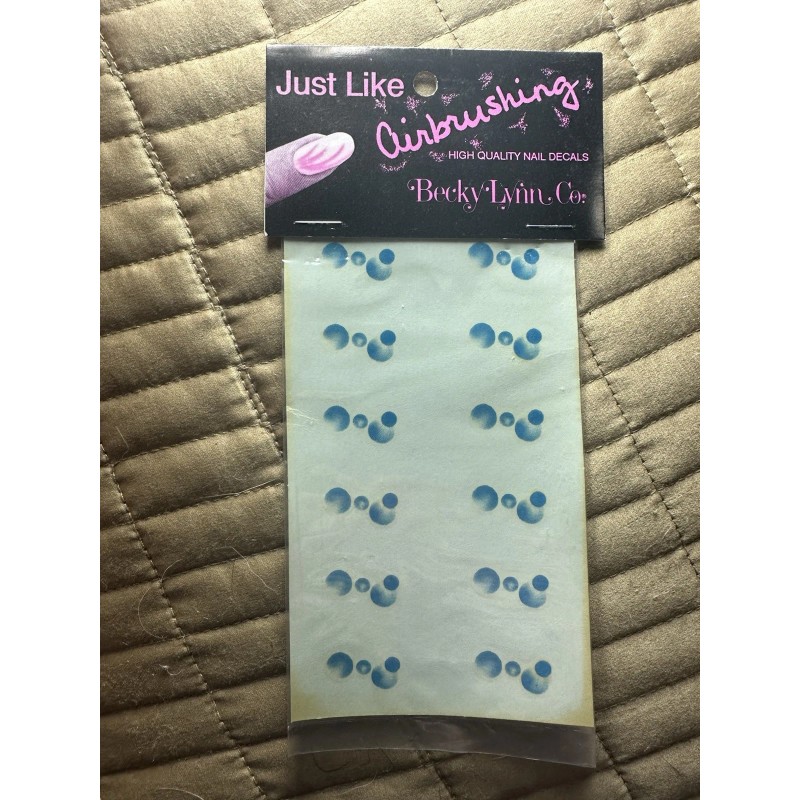 Just Like
Airbrushing
HIGH QUALITY NAIL DECALS
Becky Lynn Co.